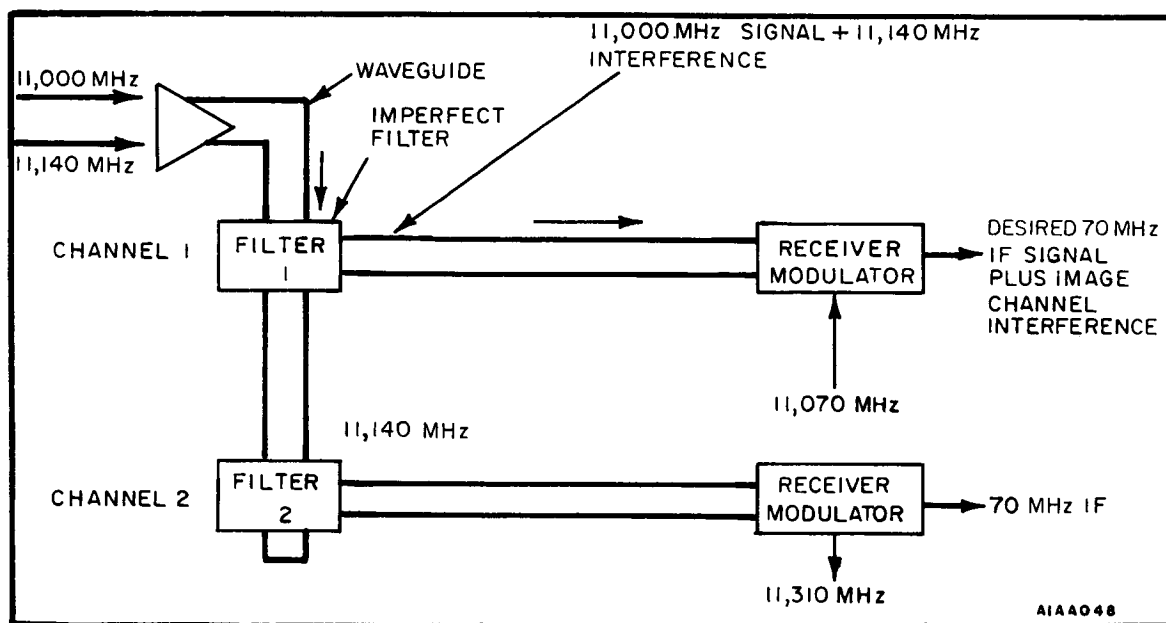 11,000 MHz SIGNAL + 11,140 MHz
INTERFERENCE
11,000 MHz
WAVEGUIDE
IMPERFECT
FILTER
11,140 MHz
CHANNEL 1
FILTER
1
RECEIVER
MODULATOR
DESIRED 70 MHz
IF SIGNAL
PLUS IMAGE
CHANNEL
INTERFERENCE
11,070 MHz
11,140 MHz
CHANNEL 2
FILTER
2
RECEIVER
MODULATOR
70 MHz IF
11,310 MHz
A1AA048